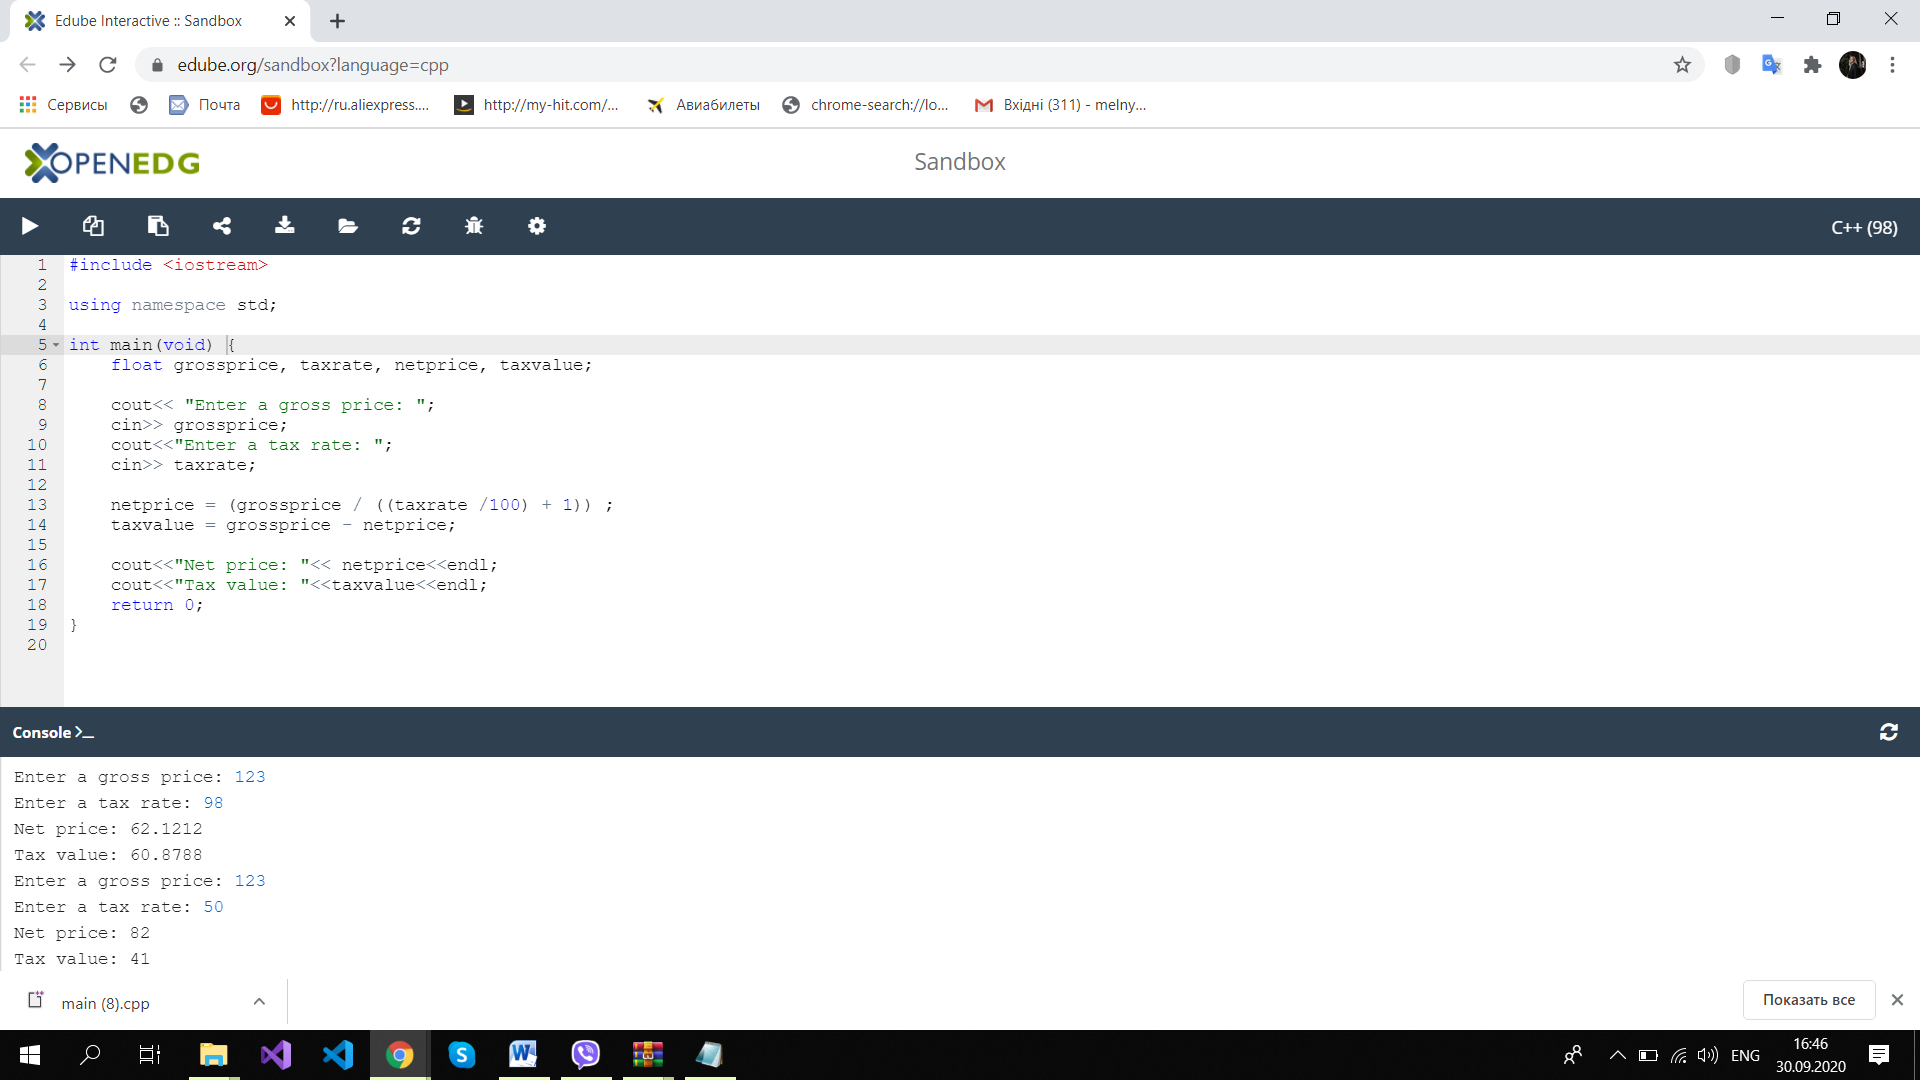 Edube Interactive :: Sandbox
edube.org/sandbox?language=cpp
Сервисы Почта http://ru.aliexpress.... http://my-hit.com/... Авиабилеты chrome-search://lo... Вхідні (311) - melny...
OPENEDG Sandbox
C++ (98)
1 #include <iostream>
2
3 using namespace std;
4
5 int main(void) {
6 float grossprice, taxrate, netprice, taxvalue;
7
8 cout<< "Enter a gross price: ";
9 cin>> grossprice;
10 cout<<"Enter a tax rate: ";
11 cin>> taxrate;
12
13 netprice = (grossprice / ((taxrate /100) + 1)) ;
14 taxvalue = grossprice - netprice;
15
16 cout<<"Net price: "<< netprice<<endl;
17 cout<<"Tax value: "<<taxvalue<<endl;
18 return 0;
19 }
20
Console >_
Enter a gross price: 123
Enter a tax rate: 98
Net price: 62.1212
Tax value: 60.8788
Enter a gross price: 123
Enter a tax rate: 50
Net price: 82
Tax value: 41
main (8).cpp Показать все
ENG 16:46
30.09.2020